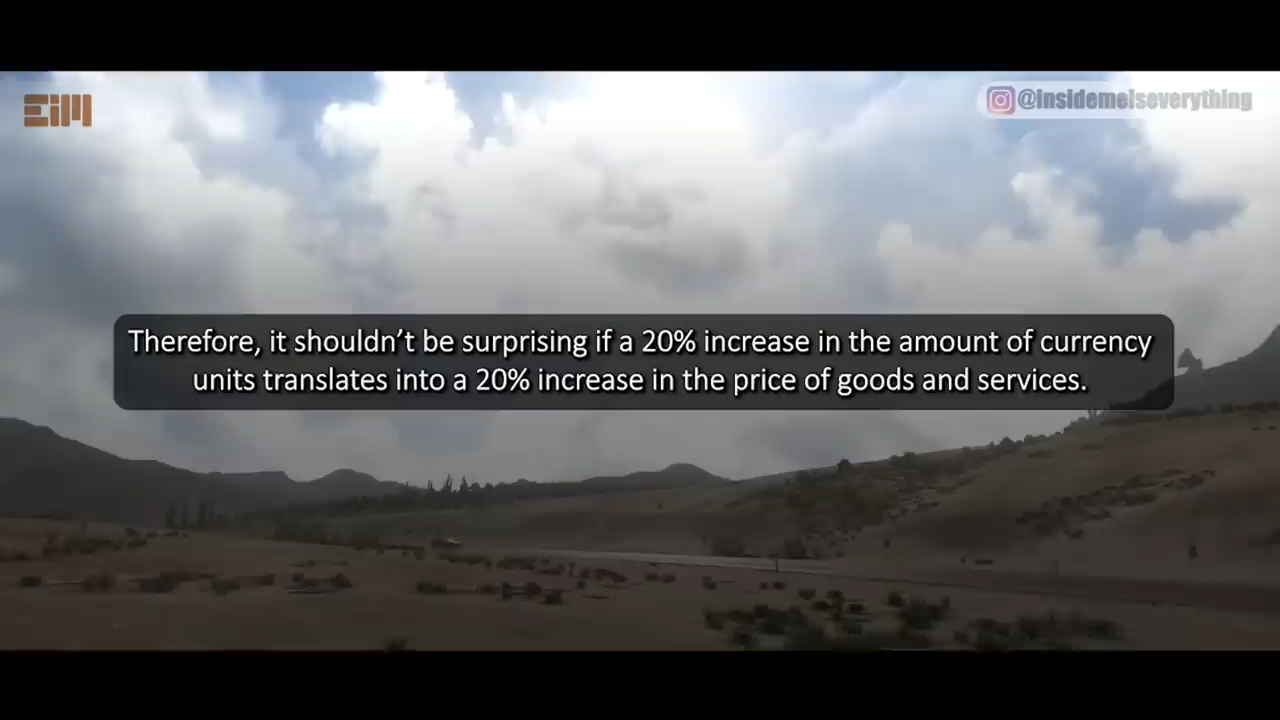 EiM
@insidemeiseverything
Therefore, it shouldn’t be surprising if a 20% increase in the amount of currency
units translates into a 20% increase in the price of goods and services.